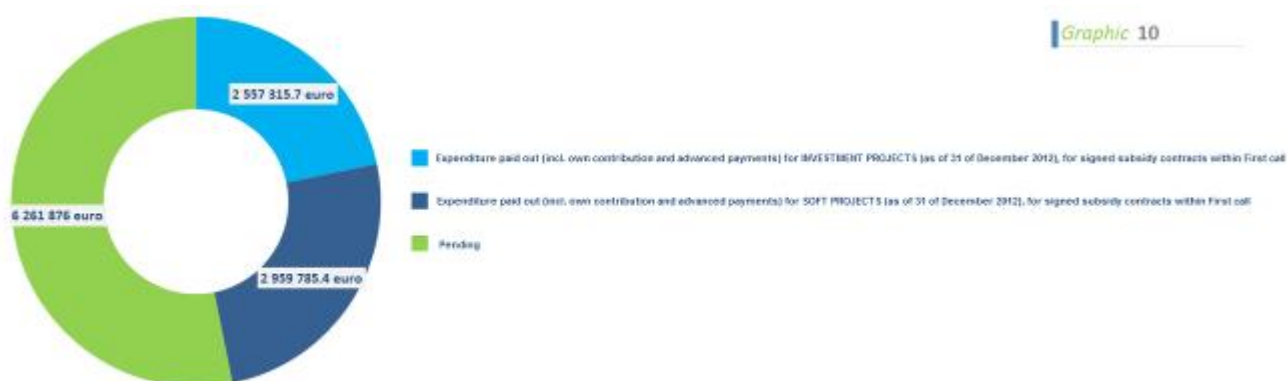 Graphic 10
2 557 315.7 euro
Expenditure paid out (incl. own contribution and advanced payments) for INVESTMENT PROJECTS (as of 31 of December 2012), for signed subsidy contracts within First call
Expenditure paid out (incl. own contribution and advanced payments) for SOFT PROJECTS (as of 31 of December 2012), for signed subsidy contracts within First call
6 261 876 euro
Pending
2 959 785.4 euro